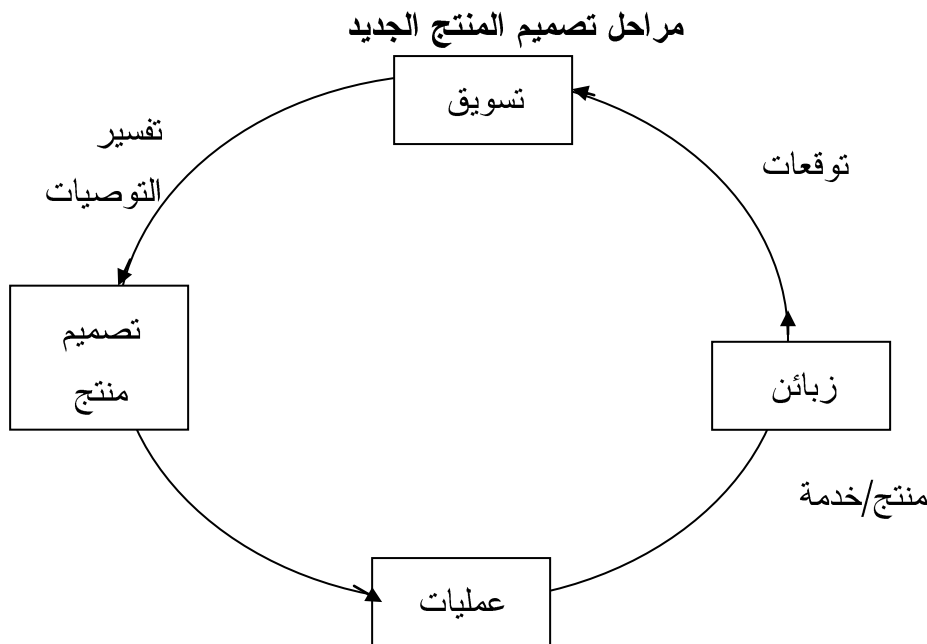 مراحل تصميم المنتج الجديد
تسويق
تفسير
التوصيات
توقعات
تصميم
منتج
زبائن
منتج/خدمة
عمليات